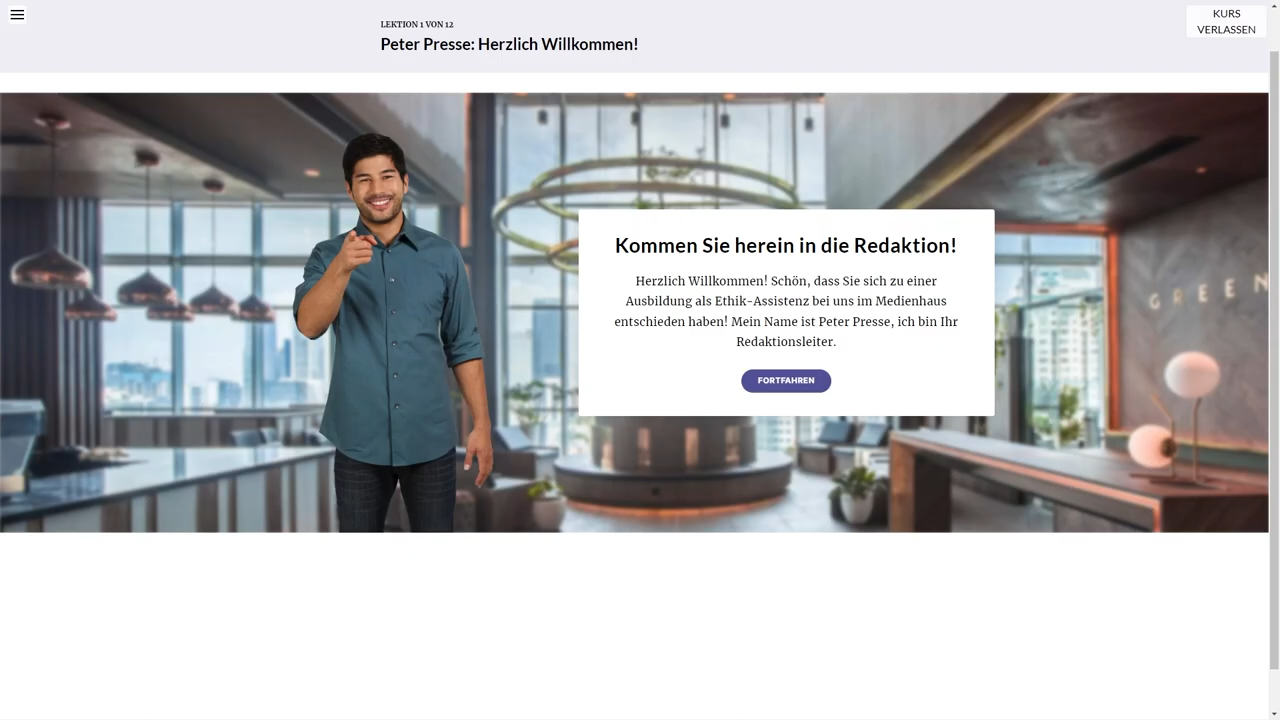 LEKTION 1 VON 12
Peter Presse: Herzlich Willkommen!
KURS
VERLASSEN
Kommen Sie herein in die Redaktion!
Herzlich Willkommen! Schön, dass Sie sich zu einer
Ausbildung als Ethik-Assistenz bei uns im Medienhaus
entschieden haben! Mein Name ist Peter Presse, ich bin Ihr
Redaktionsleiter.
FORTFAHREN
GREEN